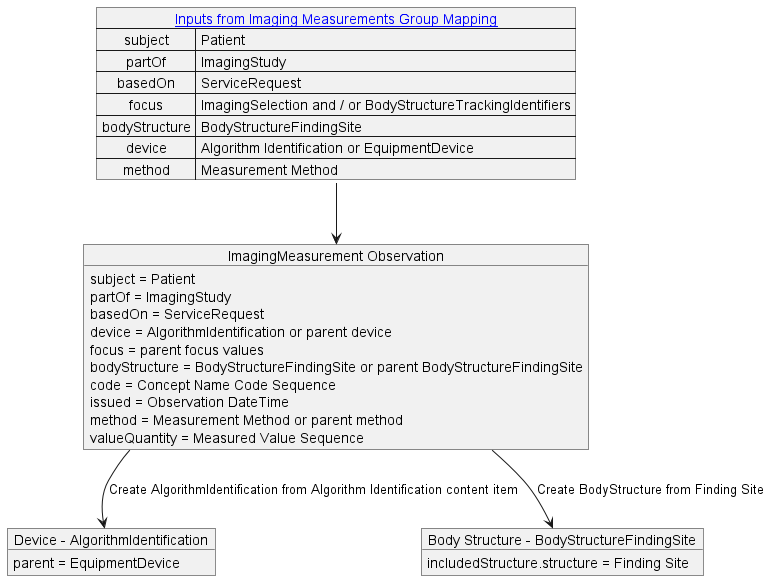 Inputs from Imaging Measurements Group Mapping
subject Patient
partOf ImagingStudy
basedOn ServiceRequest
focus ImagingSelection and / or BodyStructureTrackingIdentifiers
bodyStructure BodyStructureFindingSite
device Algorithm Identification or EquipmentDevice
method Measurement Method
ImagingMeasurement Observation
subject = Patient
partOf = ImagingStudy
basedOn = ServiceRequest
device = AlgorithmIdentification or parent device
focus = parent focus values
bodyStructure = BodyStructureFindingSite or parent BodyStructureFindingSite
code = Concept Name Code Sequence
issued = Observation DateTime
method = Measurement Method or parent method
valueQuantity = Measured Value Sequence
Create AlgorithmIdentification from Algorithm Identification content item
Create BodyStructure from Finding Site
Device - AlgorithmIdentification
parent = EquipmentDevice
Body Structure - BodyStructureFindingSite
includedStructure.structure = Finding Site